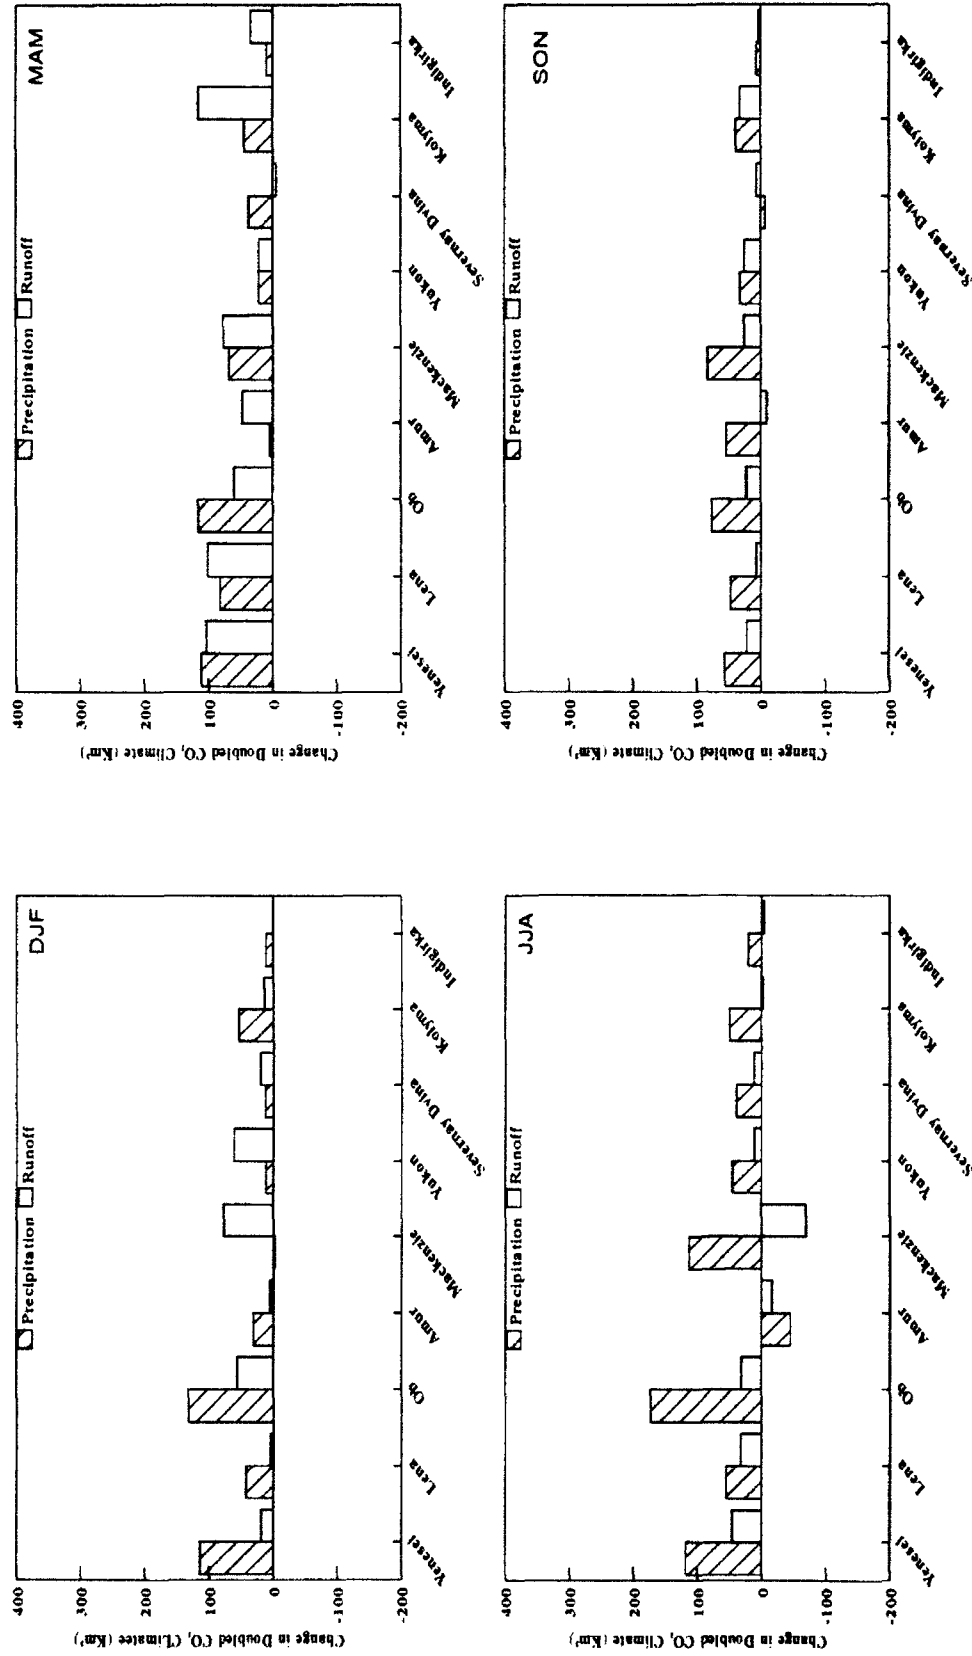 Precipitation Runoff
DJF
400
300
200
100
0
-100
-200
Change in Doubled CO₂ Climatee (Km³)
Yenesei
Lena
Ob
Amur
Mackenzie
Yukon
Severnay Dvina
Kolyma
Indigirka
Precipitation Runoff
MAM
400
300
200
100
0
-100
-200
Change in Doubled CO₂ Climate (Km³)
Yenesei
Lena
Ob
Amur
Mackenzie
Yukon
Severnay Dvina
Kolyma
Indigirka
Precipitation Runoff
JJA
400
300
200
100
0
-100
-200
Change in Doubled CO₂ Climate (Km³)
Yenesei
Lena
Ob
Amur
Mackenzie
Yukon
Severnay Dvina
Kolyma
Indigirka
Precipitation Runoff
SON
400
300
200
100
0
-100
-200
Change in Doubled CO₂ Climate (Km³)
Yenesei
Lena
Ob
Amur
Mackenzie
Yukon
Severnay Dvina
Kolyma
Indigirka